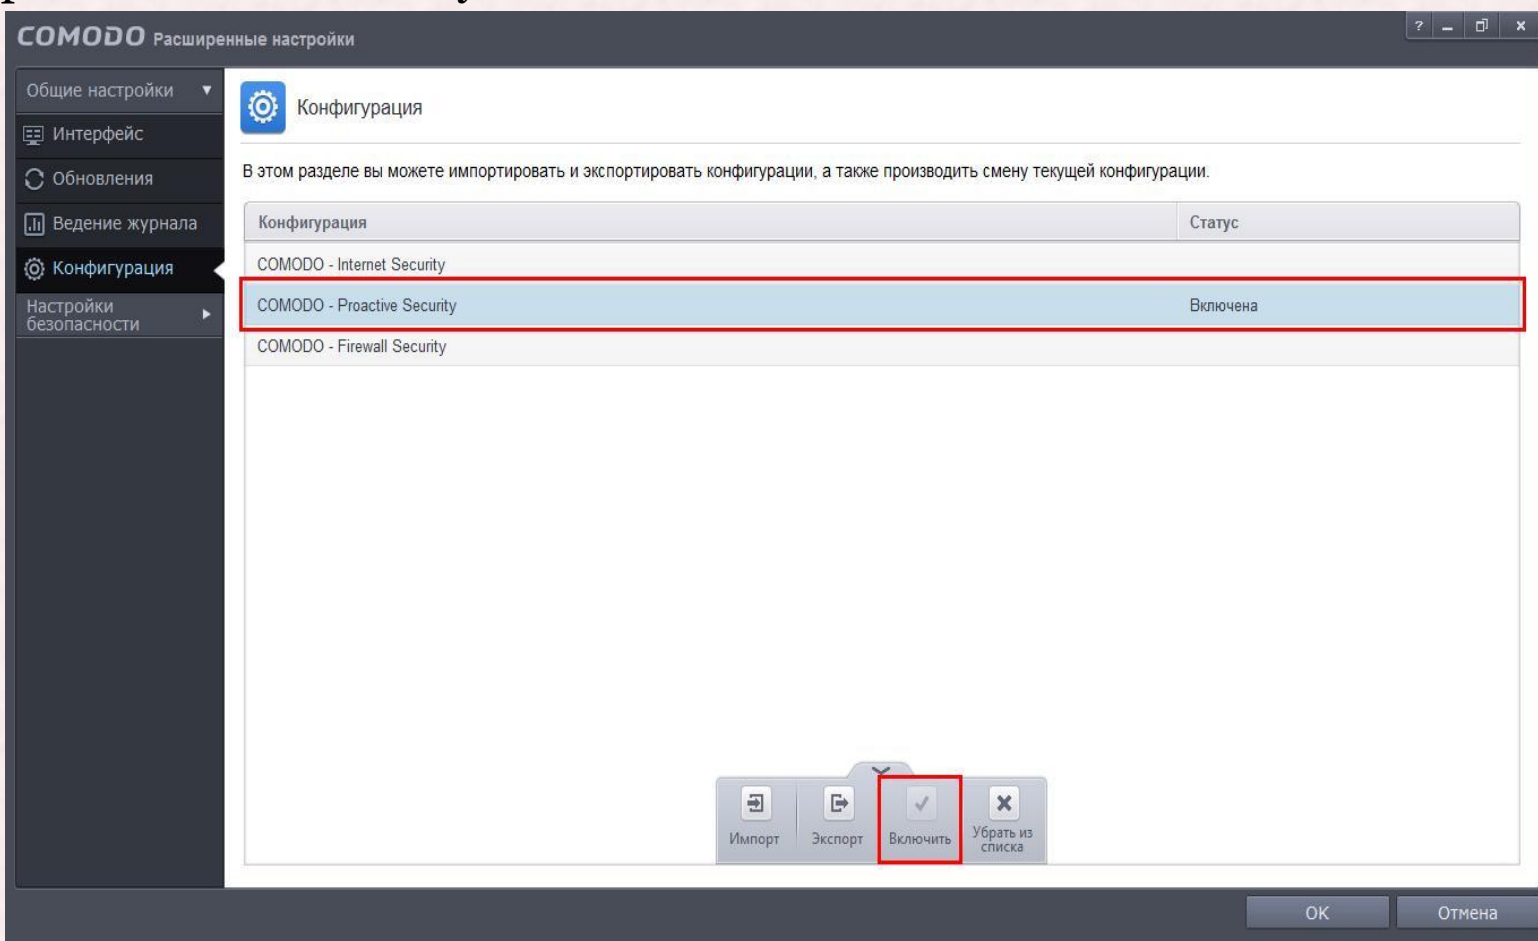 COMODO Расширенные настройки
Общие настройки
Интерфейс
Обновления
Ведение журнала
Конфигурация
Настройки
безопасности
Конфигурация
В этом разделе вы можете импортировать и экспортировать конфигурации, а также производить смену текущей конфигурации.
Конфигурация Статус
COMODO - Internet Security
COMODO - Proactive Security Включена
COMODO - Firewall Security
Импорт
Экспорт
Включить
Убрать из
списка
OK
Отмена